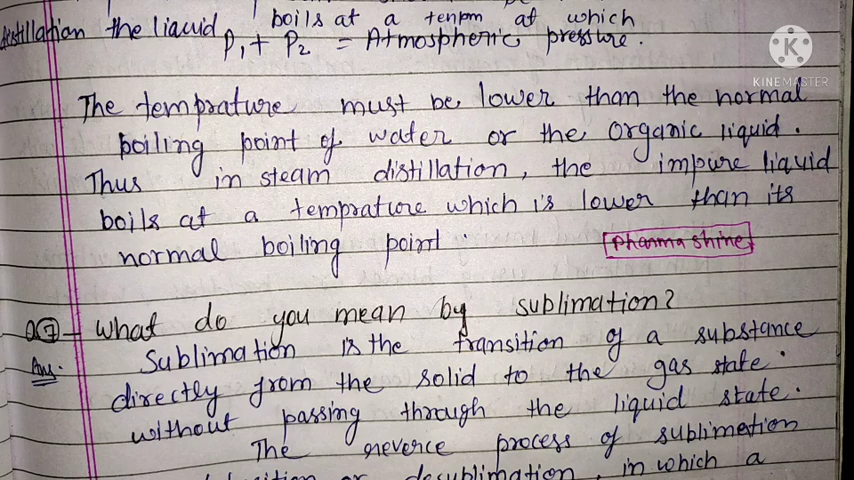 distillation the liquid boils at a tempm at which
P1 + P2 = Atmospheric pressure.
K
KINEMASTER
The temprature must be lower than the normal
boiling point of water or the organic liquid.
Thus in steam distillation, the impure liquid
boils at a temprature which is lower than its
normal boiling point.
Pharma shine
Q⑦- What do you mean by sublimation?
Ans. Sublimation is the transition of a substance
directly from the solid to the gas state.
without passing through the liquid state.
The reverce process of sublimation
or desublimation, in which a